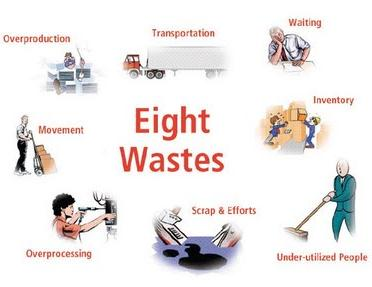 Waiting
Transportation
Overproduction
Inventory
Movement
Eight
Wastes
Scrap & Efforts
Overprocessing
Under-utilized People